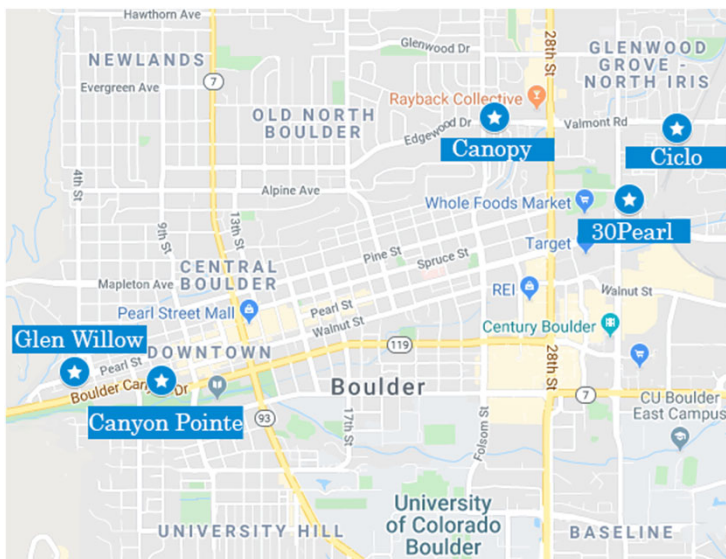 Hawthorn Ave
NEWLANDS
Evergreen Ave
7
Glenwood Dr
28th St
GLENWOOD
GROVE -
NORTH IRIS
Rayback Collective
OLD NORTH
BOULDER
Edgewood Dr
Valmont Rd
Canopy
Ciclo
4th St
Alpine Ave
13th St
9th St
Whole Foods Market
30Pearl
Target
Pine St
Spruce St
CENTRAL
BOULDER
Mapleton Ave
REI
Walnut St
Pearl Street Mall
Pearl St
Walnut St
Century Boulder
Glen Willow
Pearl St
DOWNTOWN
119
28th St
Boulder Canyon Dr
Boulder
7
Canyon Pointe
93
17th St
Folsom St
CU Boulder
East Campus
University
of Colorado
Boulder
UNIVERSITY HILL
BASELINE